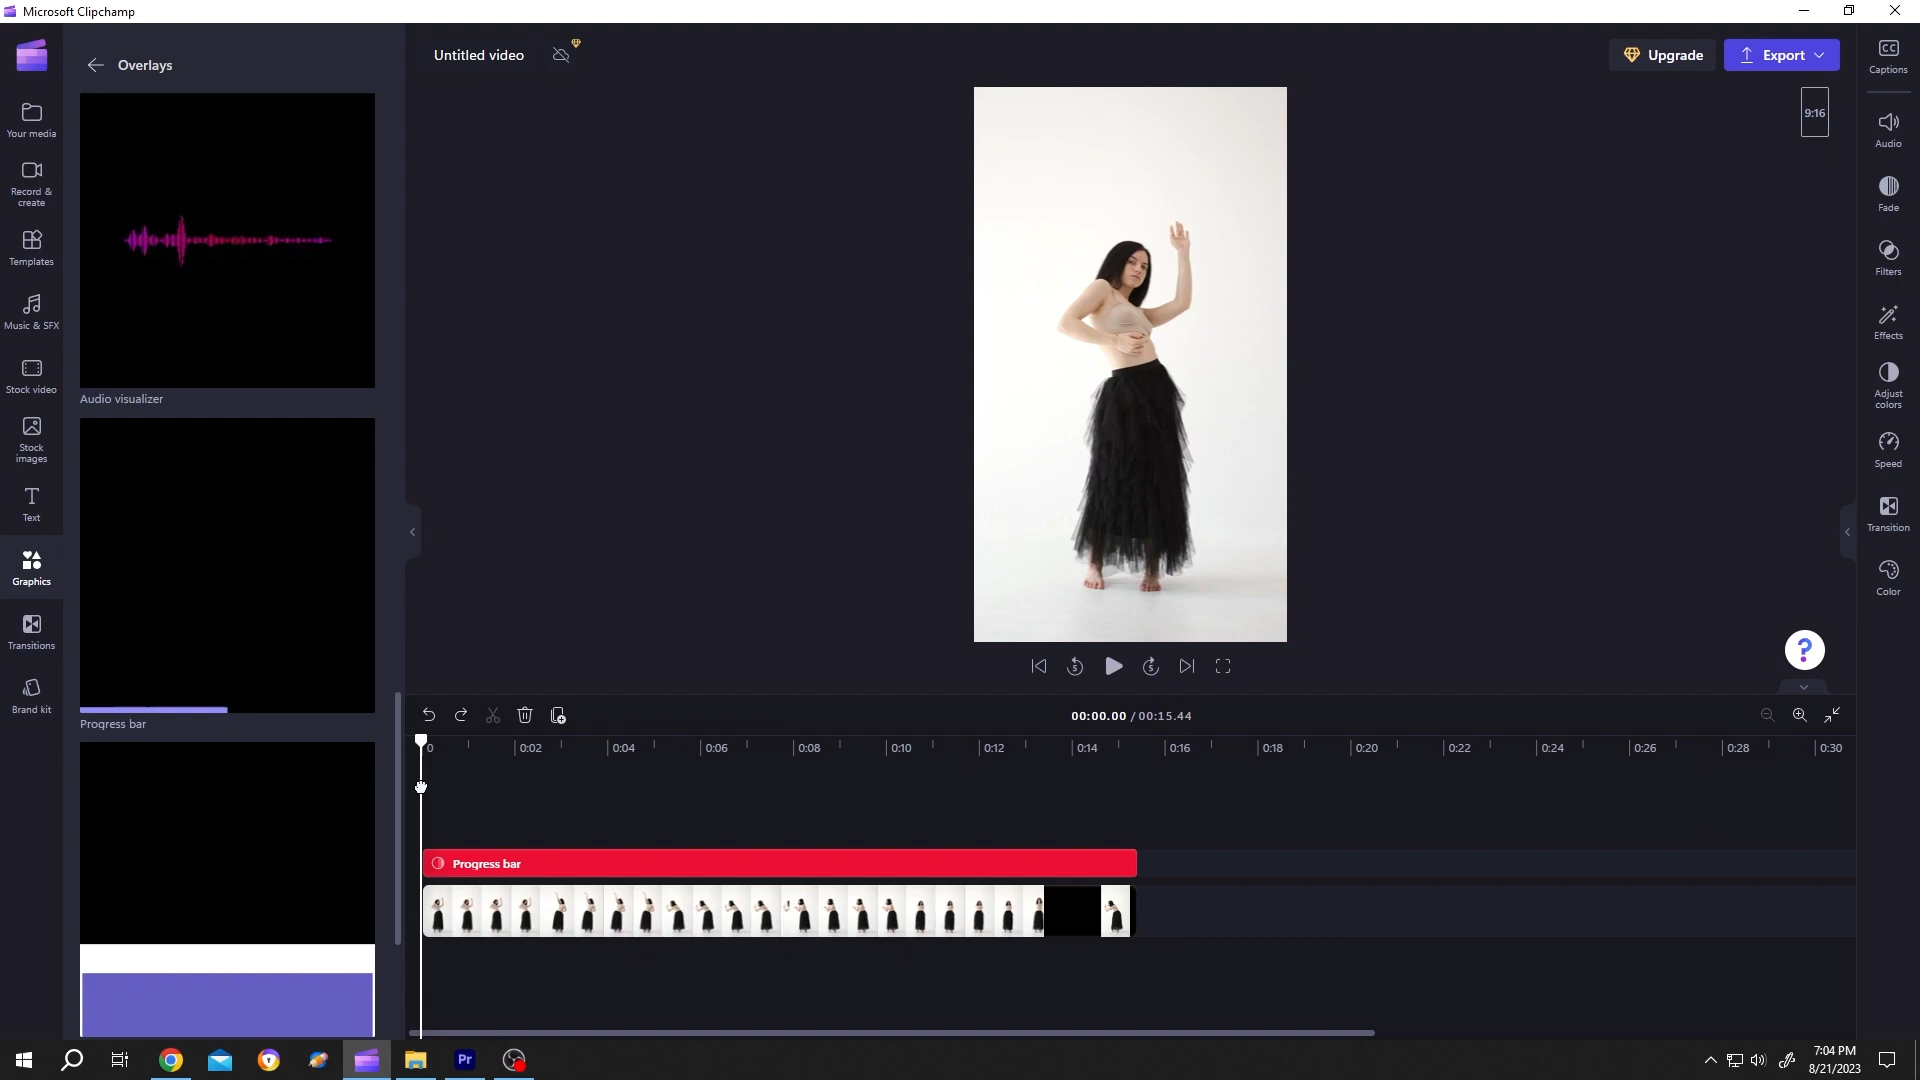 Microsoft Clipchamp
Overlays
Untitled video
Upgrade
Export
CC
Captions
Your media
Record &
create
Templates
Music & SFX
Stock video
Stock
images
Text
Graphics
Transitions
Brand kit
Audio visualizer
Progress bar
9:16
Audio
Fade
Filters
Effects
Adjust
colors
Speed
Transition
Color
?
5
5
00:00.00 / 00:15.44
0
0:02
0:04
0:06
0:08
0:10
0:12
0:14
0:16
0:18
0:20
0:22
0:24
0:26
0:28
0:30
Progress bar
Pr
7:04 PM
8/21/2023